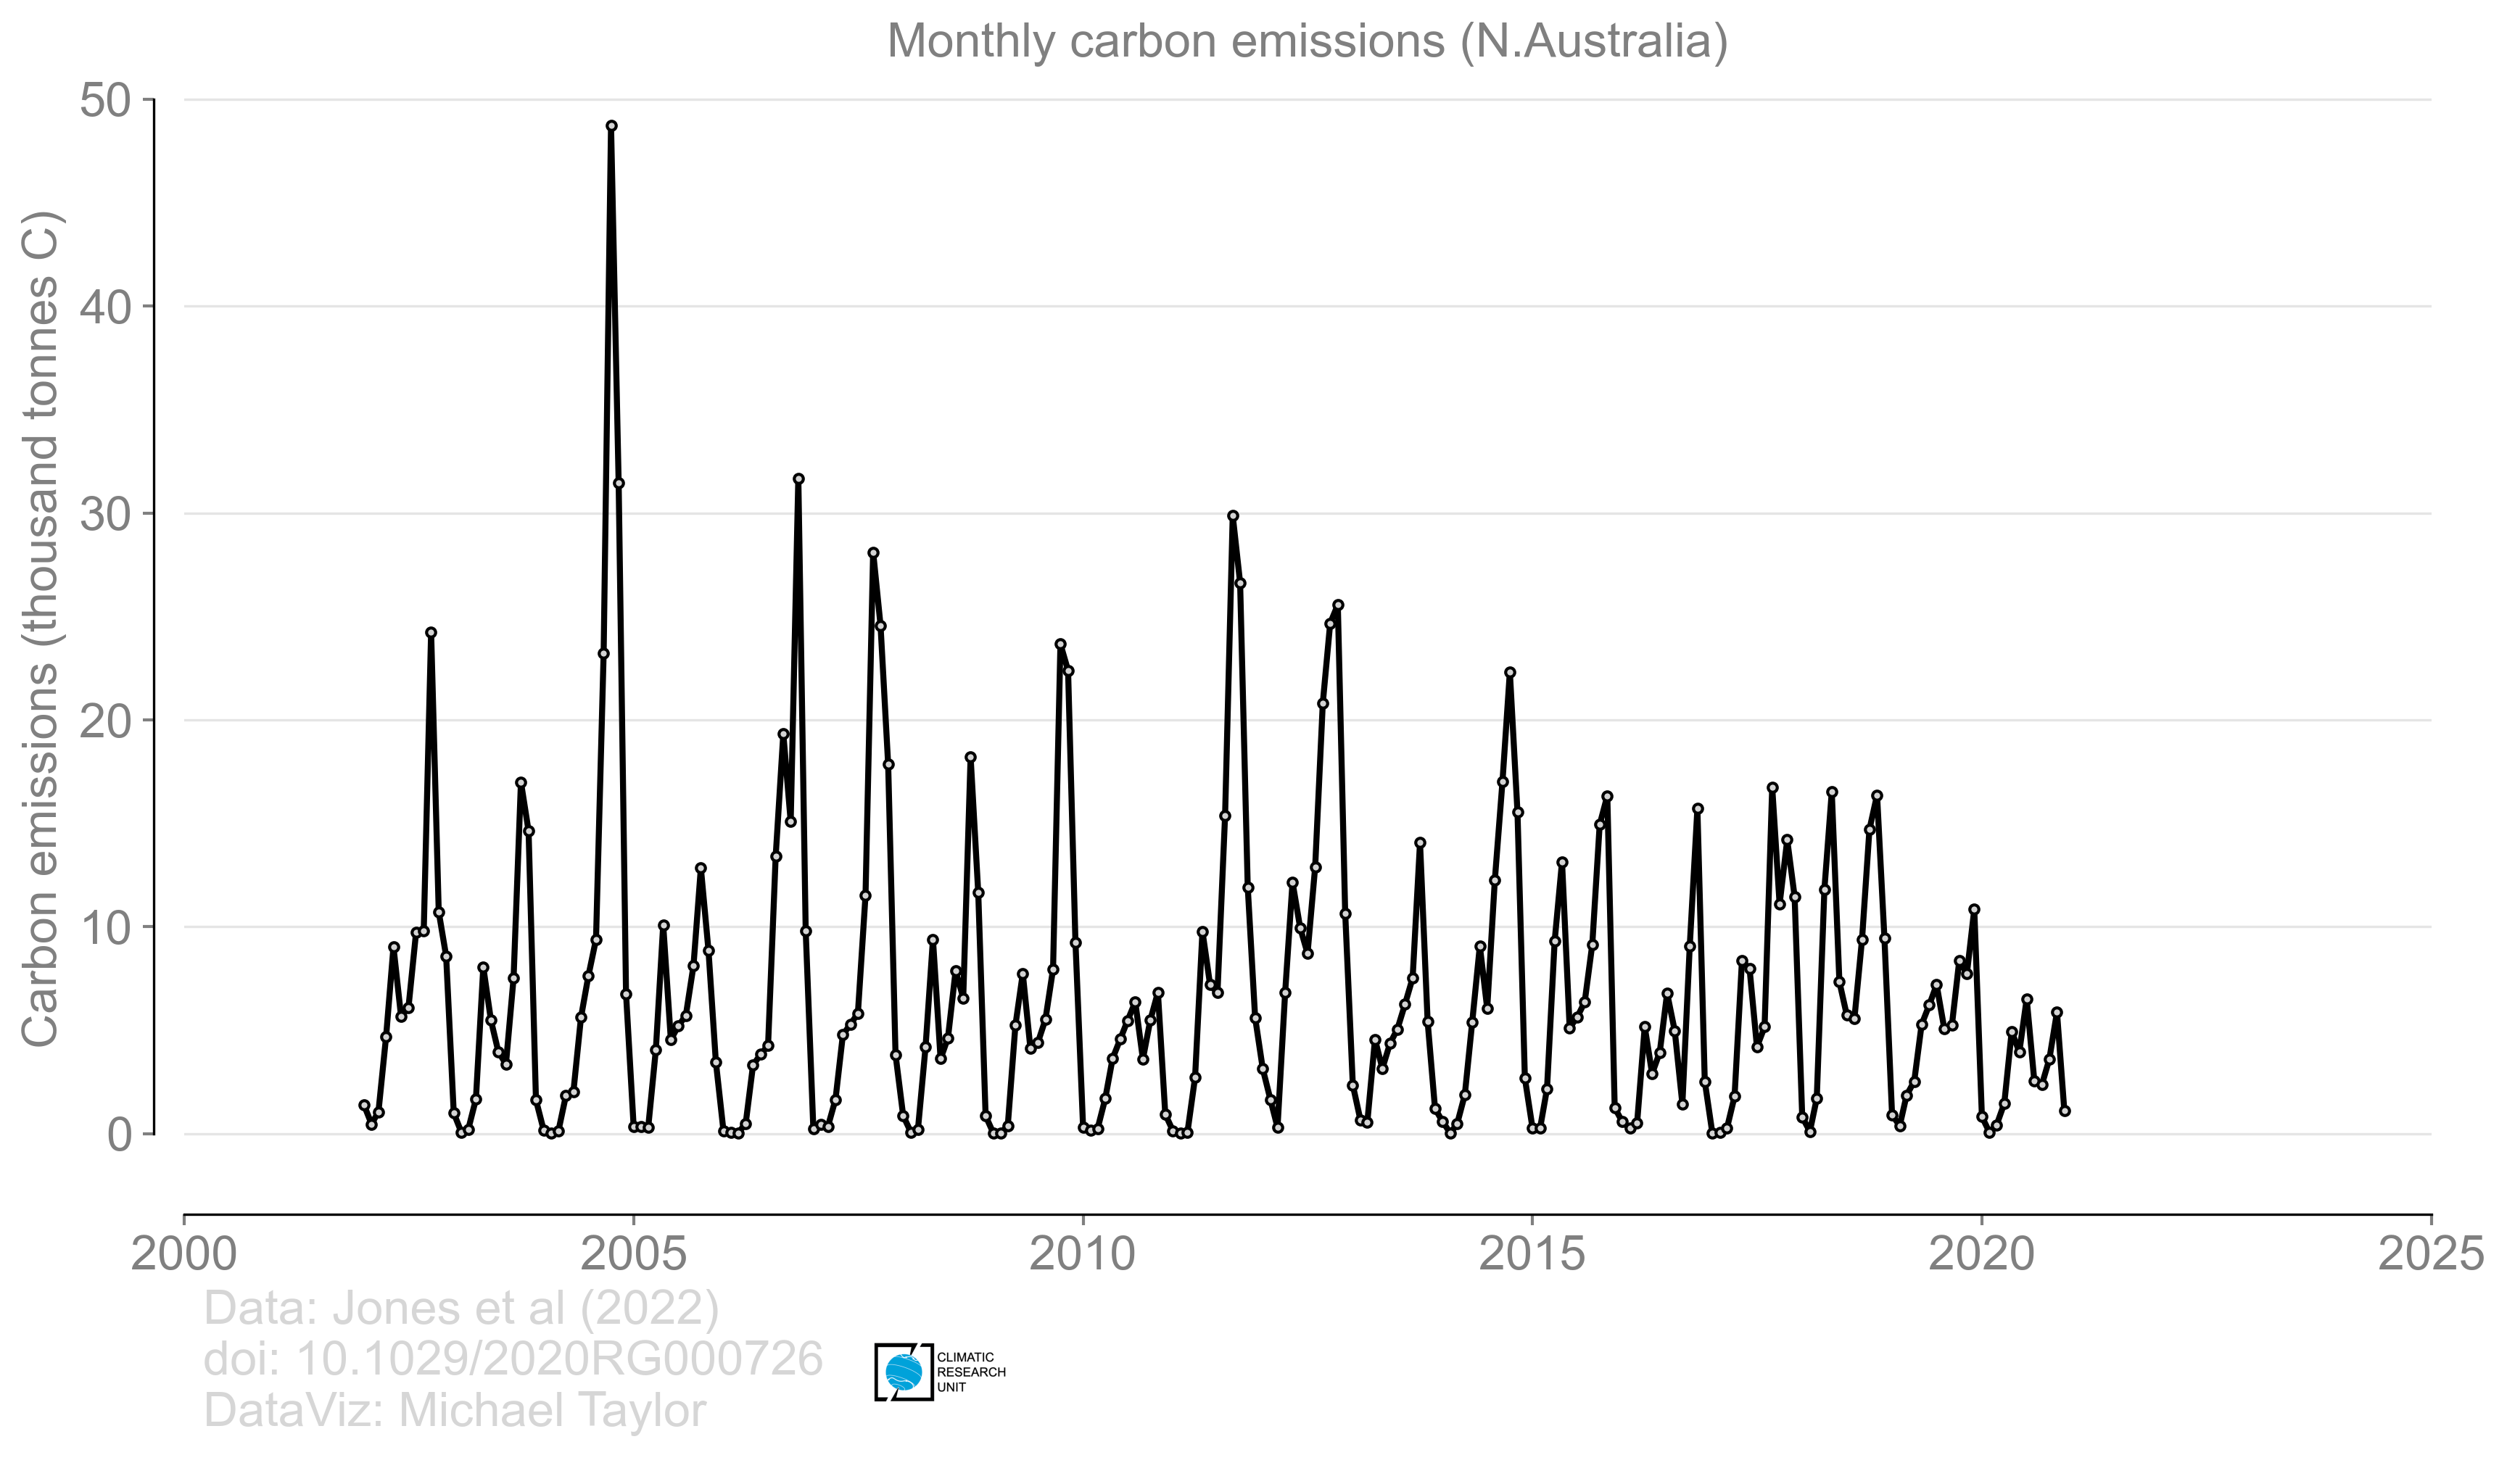 Monthly carbon emissions (N.Australia)
Carbon emissions (thousand tonnes C)
50
40
30
20
10
0
2000 2005 2010 2015 2020 2025
Data: Jones et al (2022)
doi: 10.1029/2020RG000726
DataViz: Michael Taylor
CLIMATIC
RESEARCH
UNIT